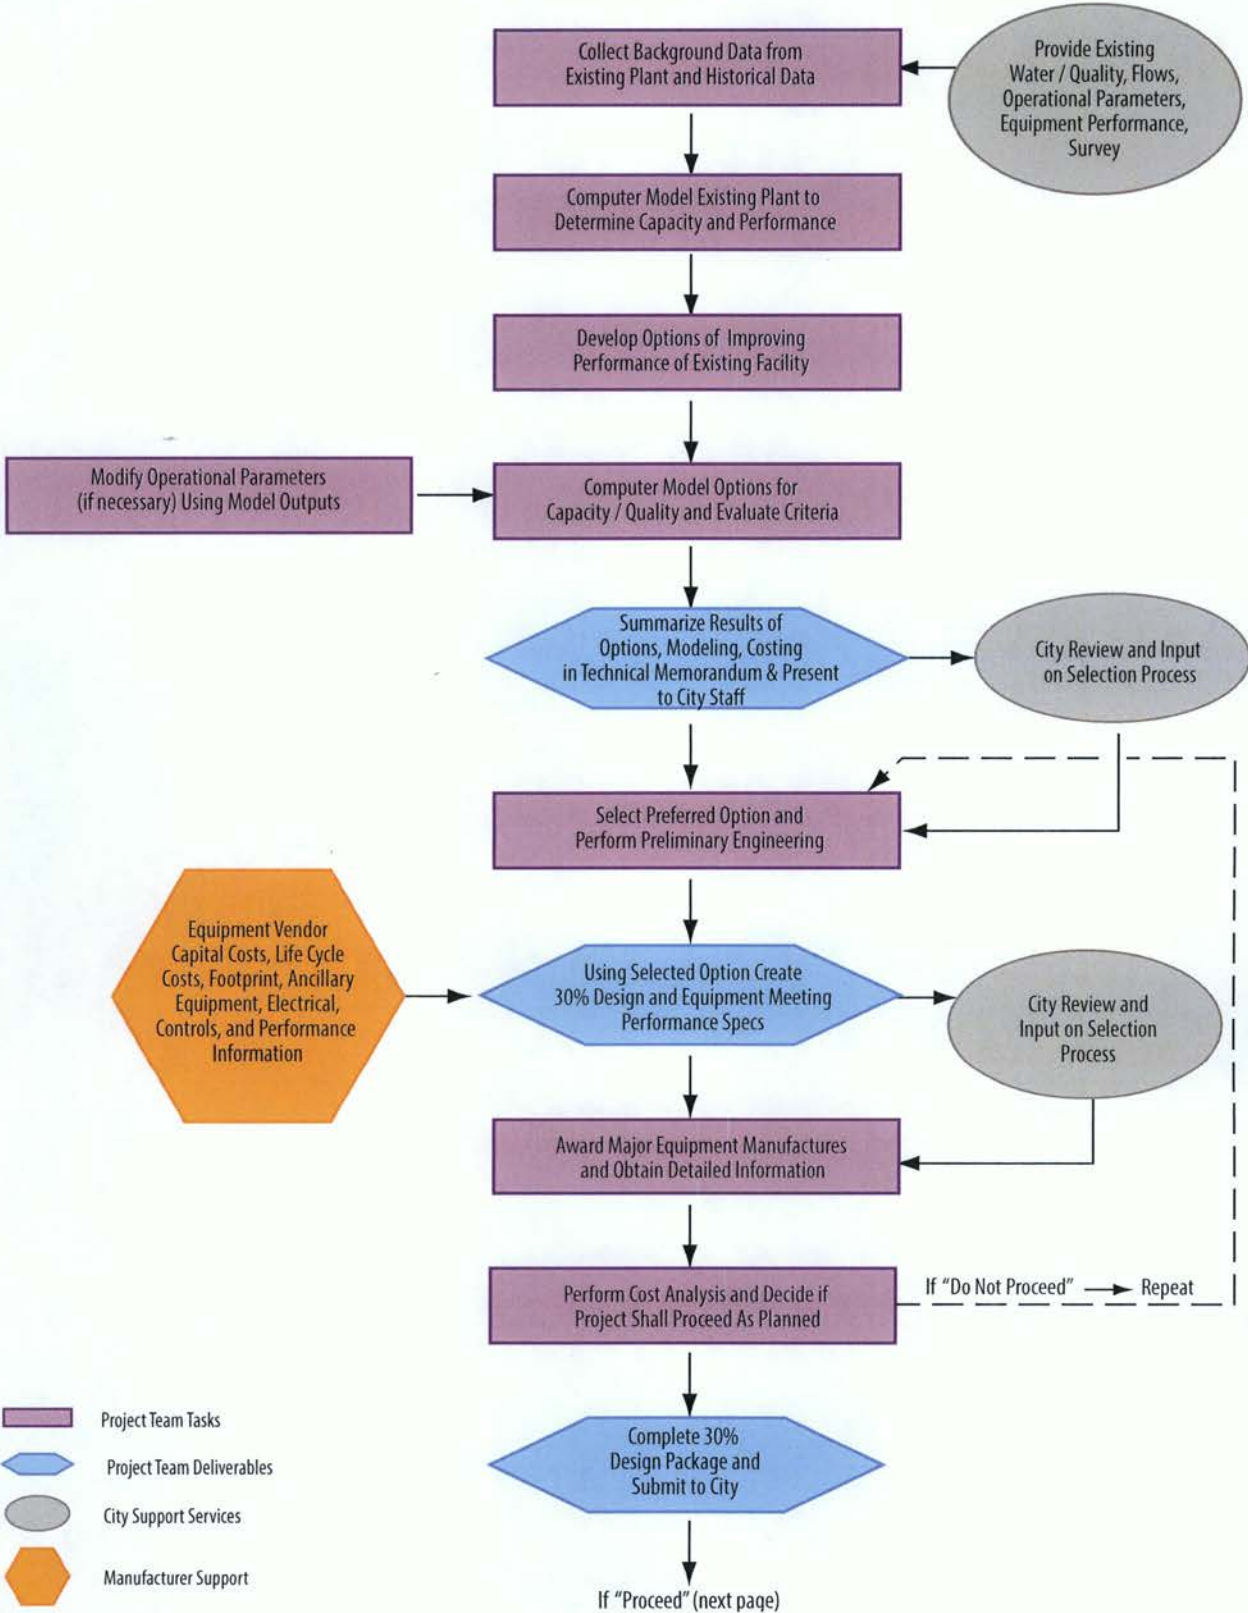 Collect Background Data from
Existing Plant and Historical Data
Provide Existing
Water / Quality, Flows,
Operational Parameters,
Equipment Performance,
Survey
Computer Model Existing Plant to
Determine Capacity and Performance
Develop Options of Improving
Performance of Existing Facility
Modify Operational Parameters
(if necessary) Using Model Outputs
Computer Model Options for
Capacity / Quality and Evaluate Criteria
Summarize Results of
Options, Modeling, Costing
in Technical Memorandum & Present
to City Staff
City Review and Input
on Selection Process
Select Preferred Option and
Perform Preliminary Engineering
Equipment Vendor
Capital Costs, Life Cycle
Costs, Footprint, Ancillary
Equipment, Electrical,
Controls, and Performance
Information
Using Selected Option Create
30% Design and Equipment Meeting
Performance Specs
City Review and
Input on Selection
Process
Award Major Equipment Manufactures
and Obtain Detailed Information
Perform Cost Analysis and Decide if
Project Shall Proceed As Planned
If "Do Not Proceed" Repeat
Complete 30%
Design Package and
Submit to City
If "Proceed" (next page)
Project Team Tasks
Project Team Deliverables
City Support Services
Manufacturer Support